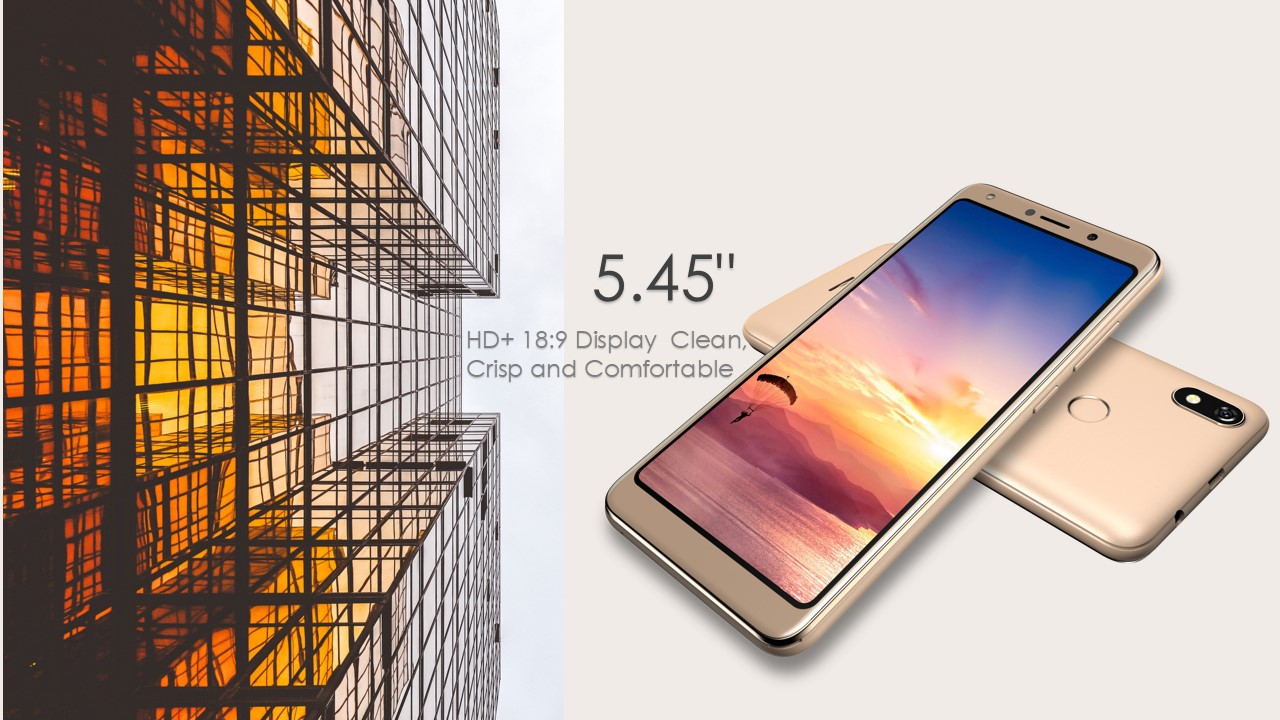 5.45"
HD+ 18:9 Display  Clean,
Crisp and Comfortable